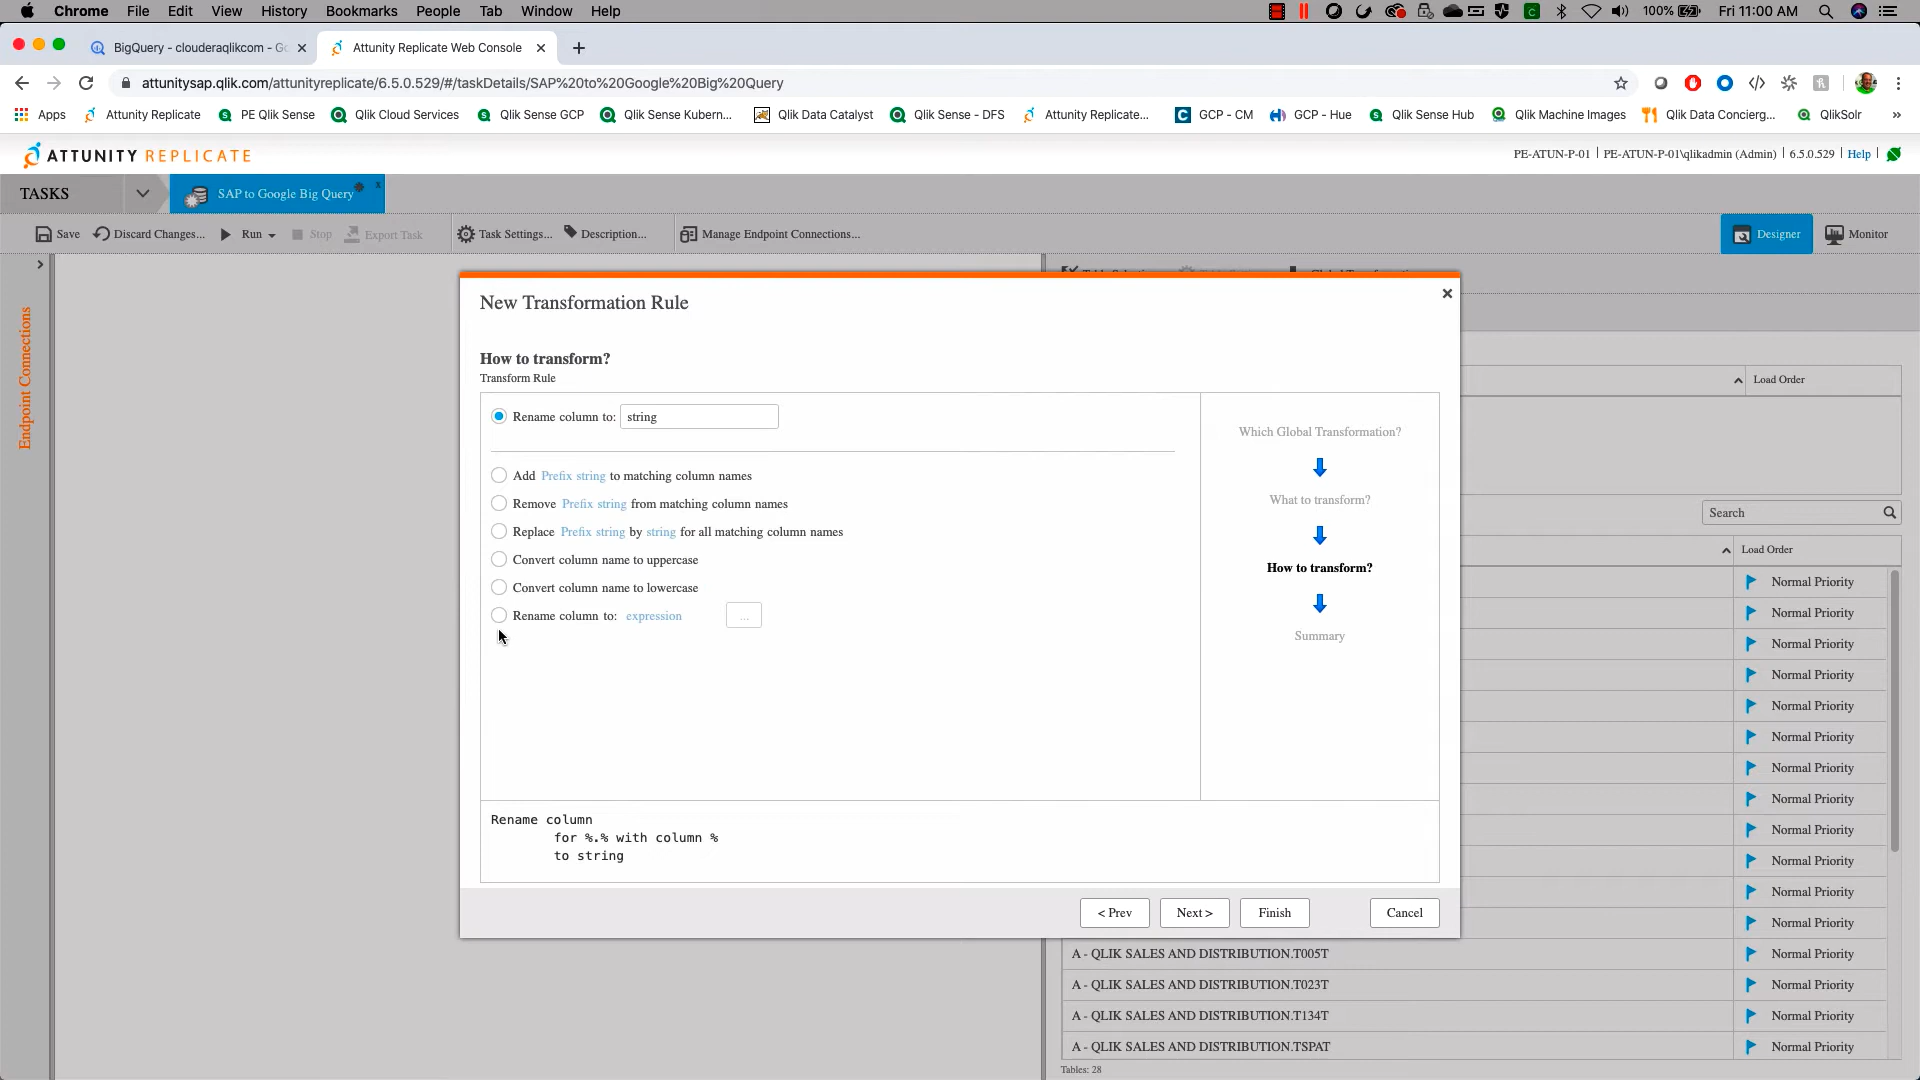 Chrome File Edit View History Bookmarks People Tab Window Help 100% Fri 11:00 AM
BigQuery - clouderaqlikcom - Go
Attunity Replicate Web Console
attunitysap.qlik.com/attunityreplicate/6.5.0.529/#/taskDetails/SAP%20to%20Google%20Big%20Query
Apps Attunity Replicate PE Qlik Sense Qlik Cloud Services Qlik Sense GCP Qlik Sense Kubern... Qlik Data Catalyst Qlik Sense - DFS Attunity Replicate... GCP - CM GCP - Hue Qlik Sense Hub Qlik Machine Images Qlik Data Concierg... QlikSolr »
ATTUNITY REPLICATE
PE-ATUN-P-01 | PE-ATUN-P-01\qlikadmin (Admin) | 6.5.0.529 | Help |
TASKS
SAP to Google Big Query
Save Discard Changes... Run Stop Export Task Task Settings... Description... Manage Endpoint Connections...
Designer Monitor
Endpoint Connections
New Transformation Rule
How to transform?
Transform Rule
Rename column to: string
Add Prefix string to matching column names
Remove Prefix string from matching column names
Replace Prefix string by string for all matching column names
Convert column name to uppercase
Convert column name to lowercase
Rename column to: expression ...
Which Global Transformation?
What to transform?
How to transform?
Summary
Rename column
for %.% with column %
to string
< Prev Next > Finish Cancel
Load Order
Search
Load Order
Normal Priority
Normal Priority
Normal Priority
Normal Priority
Normal Priority
Normal Priority
Normal Priority
Normal Priority
Normal Priority
Normal Priority
Normal Priority
Normal Priority
A - QLIK SALES AND DISTRIBUTION.T005T Normal Priority
A - QLIK SALES AND DISTRIBUTION.T023T Normal Priority
A - QLIK SALES AND DISTRIBUTION.T134T Normal Priority
A - QLIK SALES AND DISTRIBUTION.TSPAT Normal Priority
Tables: 28